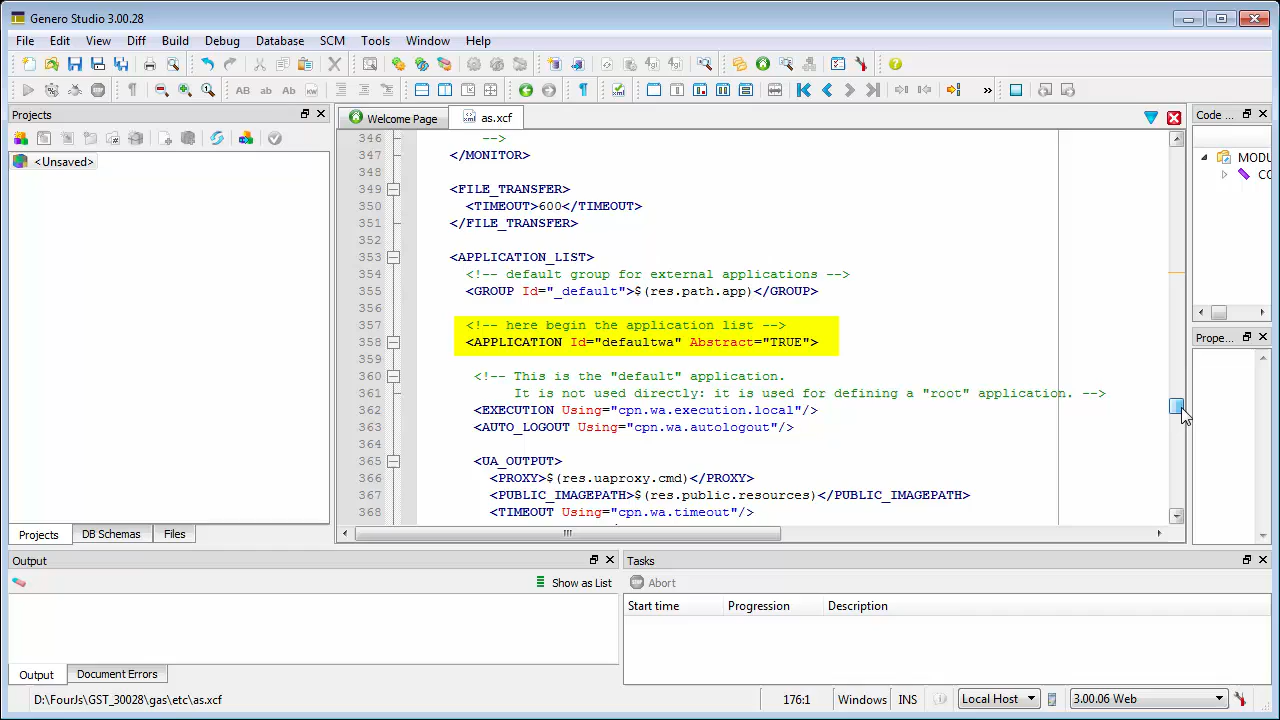 Genero Studio 3.00.28
File Edit View Diff Build Debug Database SCM Tools Window Help
Projects
<Unsaved>
Projects DB Schemas Files
Welcome Page as.xcf
346 -->
347 </MONITOR>
348
349 <FILE_TRANSFER>
350 <TIMEOUT>600</TIMEOUT>
351 </FILE_TRANSFER>
352
353 <APPLICATION_LIST>
354 <!-- default group for external applications -->
355 <GROUP Id="_default">$(res.path.app)</GROUP>
356
357 <!-- here begin the application list -->
358 <APPLICATION Id="defaultwa" Abstract="TRUE">
359
360 <!-- This is the "default" application.
361 It is not used directly: it is used for defining a "root" application. -->
362 <EXECUTION Using="cpn.wa.execution.local"/>
363 <AUTO_LOGOUT Using="cpn.wa.autologout"/>
364
365 <UA_OUTPUT>
366 <PROXY>$(res.uaproxy.cmd)</PROXY>
367 <PUBLIC_IMAGEPATH>$(res.public.resources)</PUBLIC_IMAGEPATH>
368 <TIMEOUT Using="cpn.wa.timeout"/>
Code ...
MODU
CO
Prope...
Output
Show as List
Output Document Errors
Tasks
Abort
Start time Progression Description
D:\FourJs\GST_30028\gas\etc\as.xcf
176:1 Windows INS Local Host 3.00.06 Web